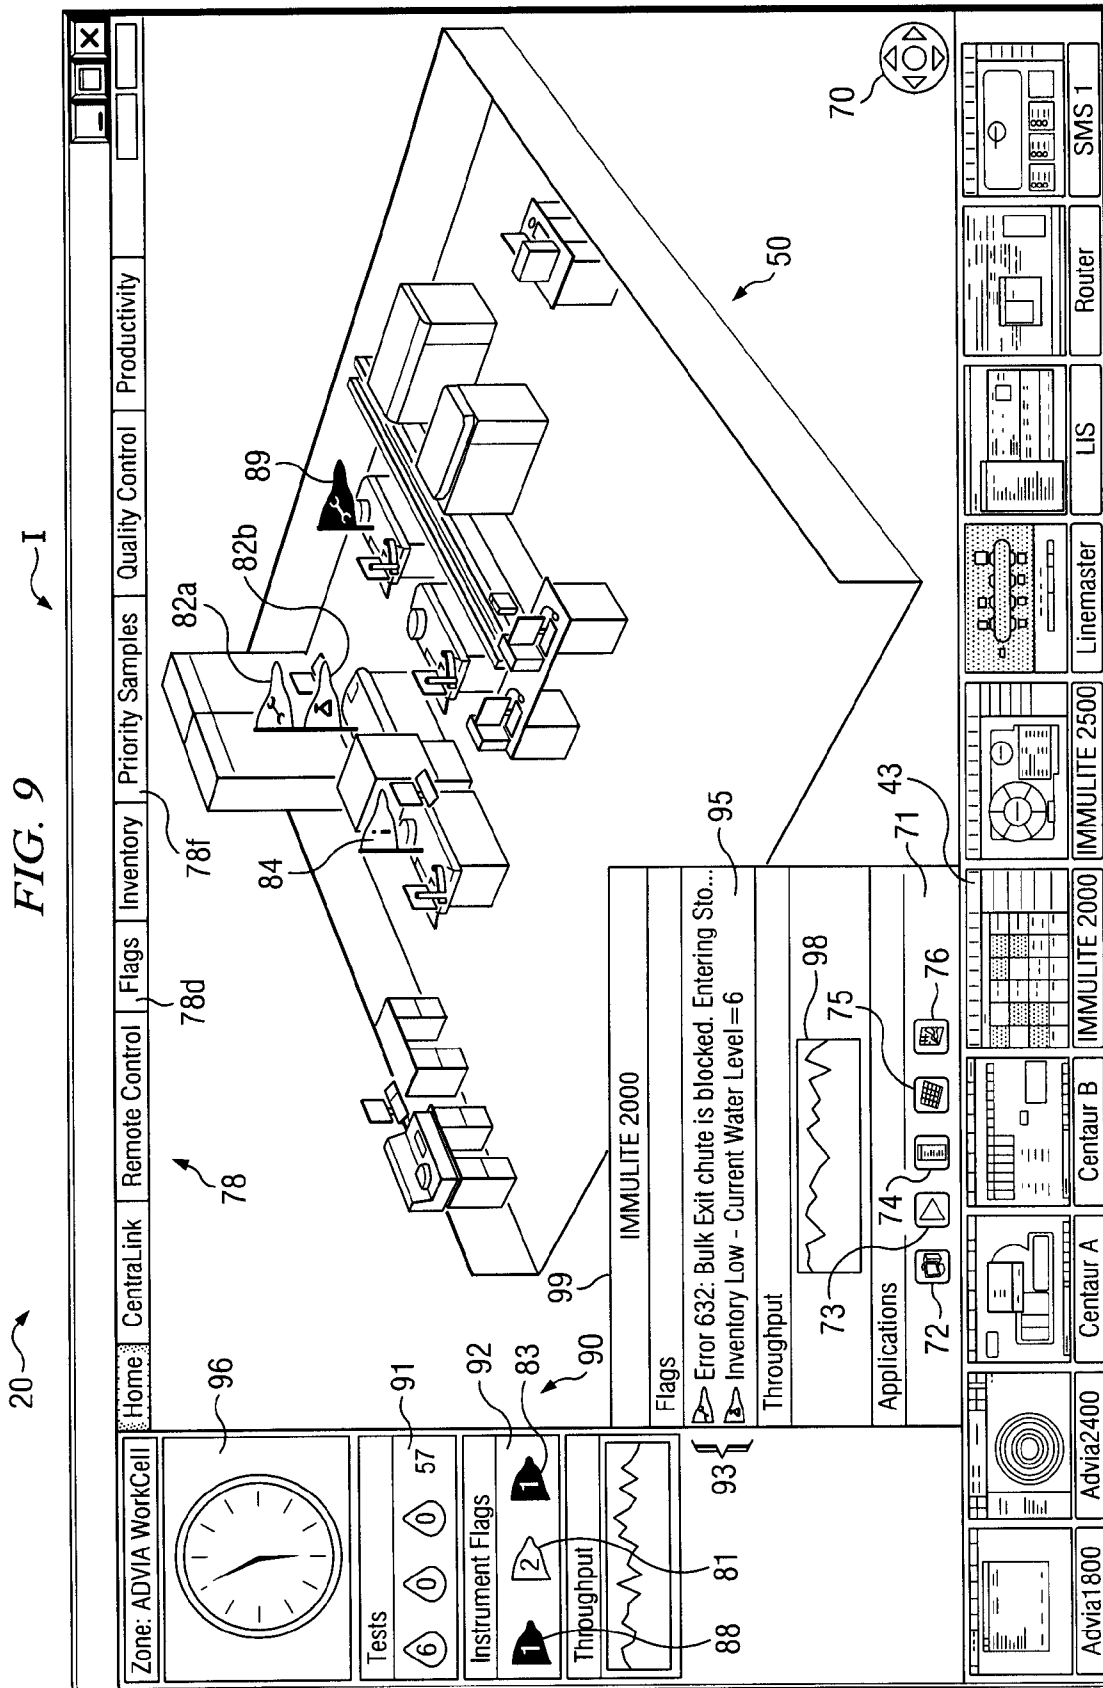 FIG. 9
20
I
Home CentraLink Remote Control Flags Inventory Priority Samples Quality Control Productivity
Zone: ADVIA WorkCell
96
Tests
6 0 0 57
91
Instrument Flags
92
1 2 1
83
90
Throughput
88
81
78
78d
78f
82a
82b
89
84
50
70
99
IMMULITE 2000
Flags
93
Error 632: Bulk Exit chute is blocked. Entering Sto...
Inventory Low - Current Water Level=6
95
Throughput
98
Applications
72
73
74
75
76
71
43
Advia1800 Advia2400 Centaur A Centaur B IMMULITE 2000 IMMULITE 2500 Linemaster LIS Router SMS 1